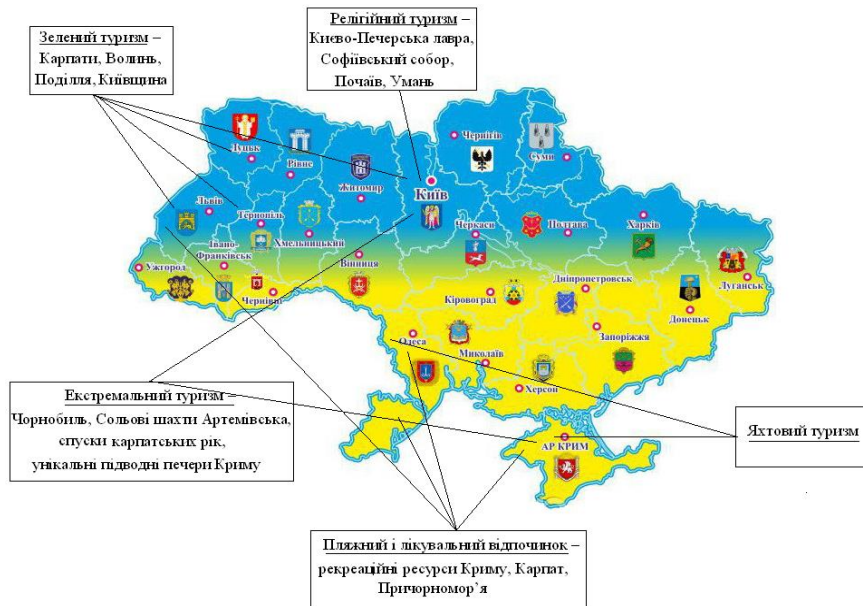 Зелений туризм –
Карпати, Волинь,
Поділля, Київщина
Релігійний туризм –
Києво-Печерська лавра,
Софіївський собор,
Почаїв, Умань
Луцьк
Рівне
Житомир
Київ
Чернігів
Суми
Львів
Тернопіль
Хмельницький
Івано-
Франківськ
Ужгород
Чернівці
Вінниця
Черкаси
Полтава
Харків
Луганськ
Донецьк
Дніпропетровськ
Кіровоград
Запоріжжя
Одеса
Миколаїв
Херсон
АР КРИМ
Екстремальний туризм –
Чорнобиль, Сольові шахти Артемівська,
спуски карпатських рік,
унікальні підводні печери Криму
Яхтовий туризм
Пляжний і лікувальний відпочинок –
рекреаційні ресурси Криму, Карпат,
Причорномор’я